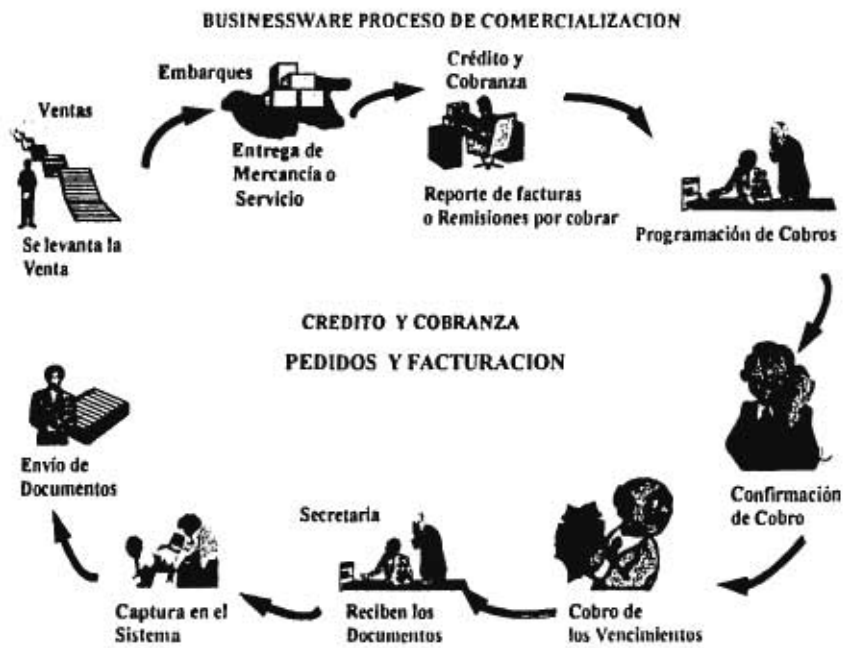 BUSINESSWARE PROCESO DE COMERCIALIZACION
Ventas
Se levanta la
Venta
Embarques
Entrega de
Mercancía o
Servicio
Crédito y
Cobranza
Reporte de facturas
o Remisiones por cobrar
Programación de Cobros
Confirmación
de Cobro
Cobro de
los Vencimientos
Secretaria
Reciben los
Documentos
Captura en el
Sistema
Envío de
Documentos
CREDITO Y COBRANZA
PEDIDOS Y FACTURACION